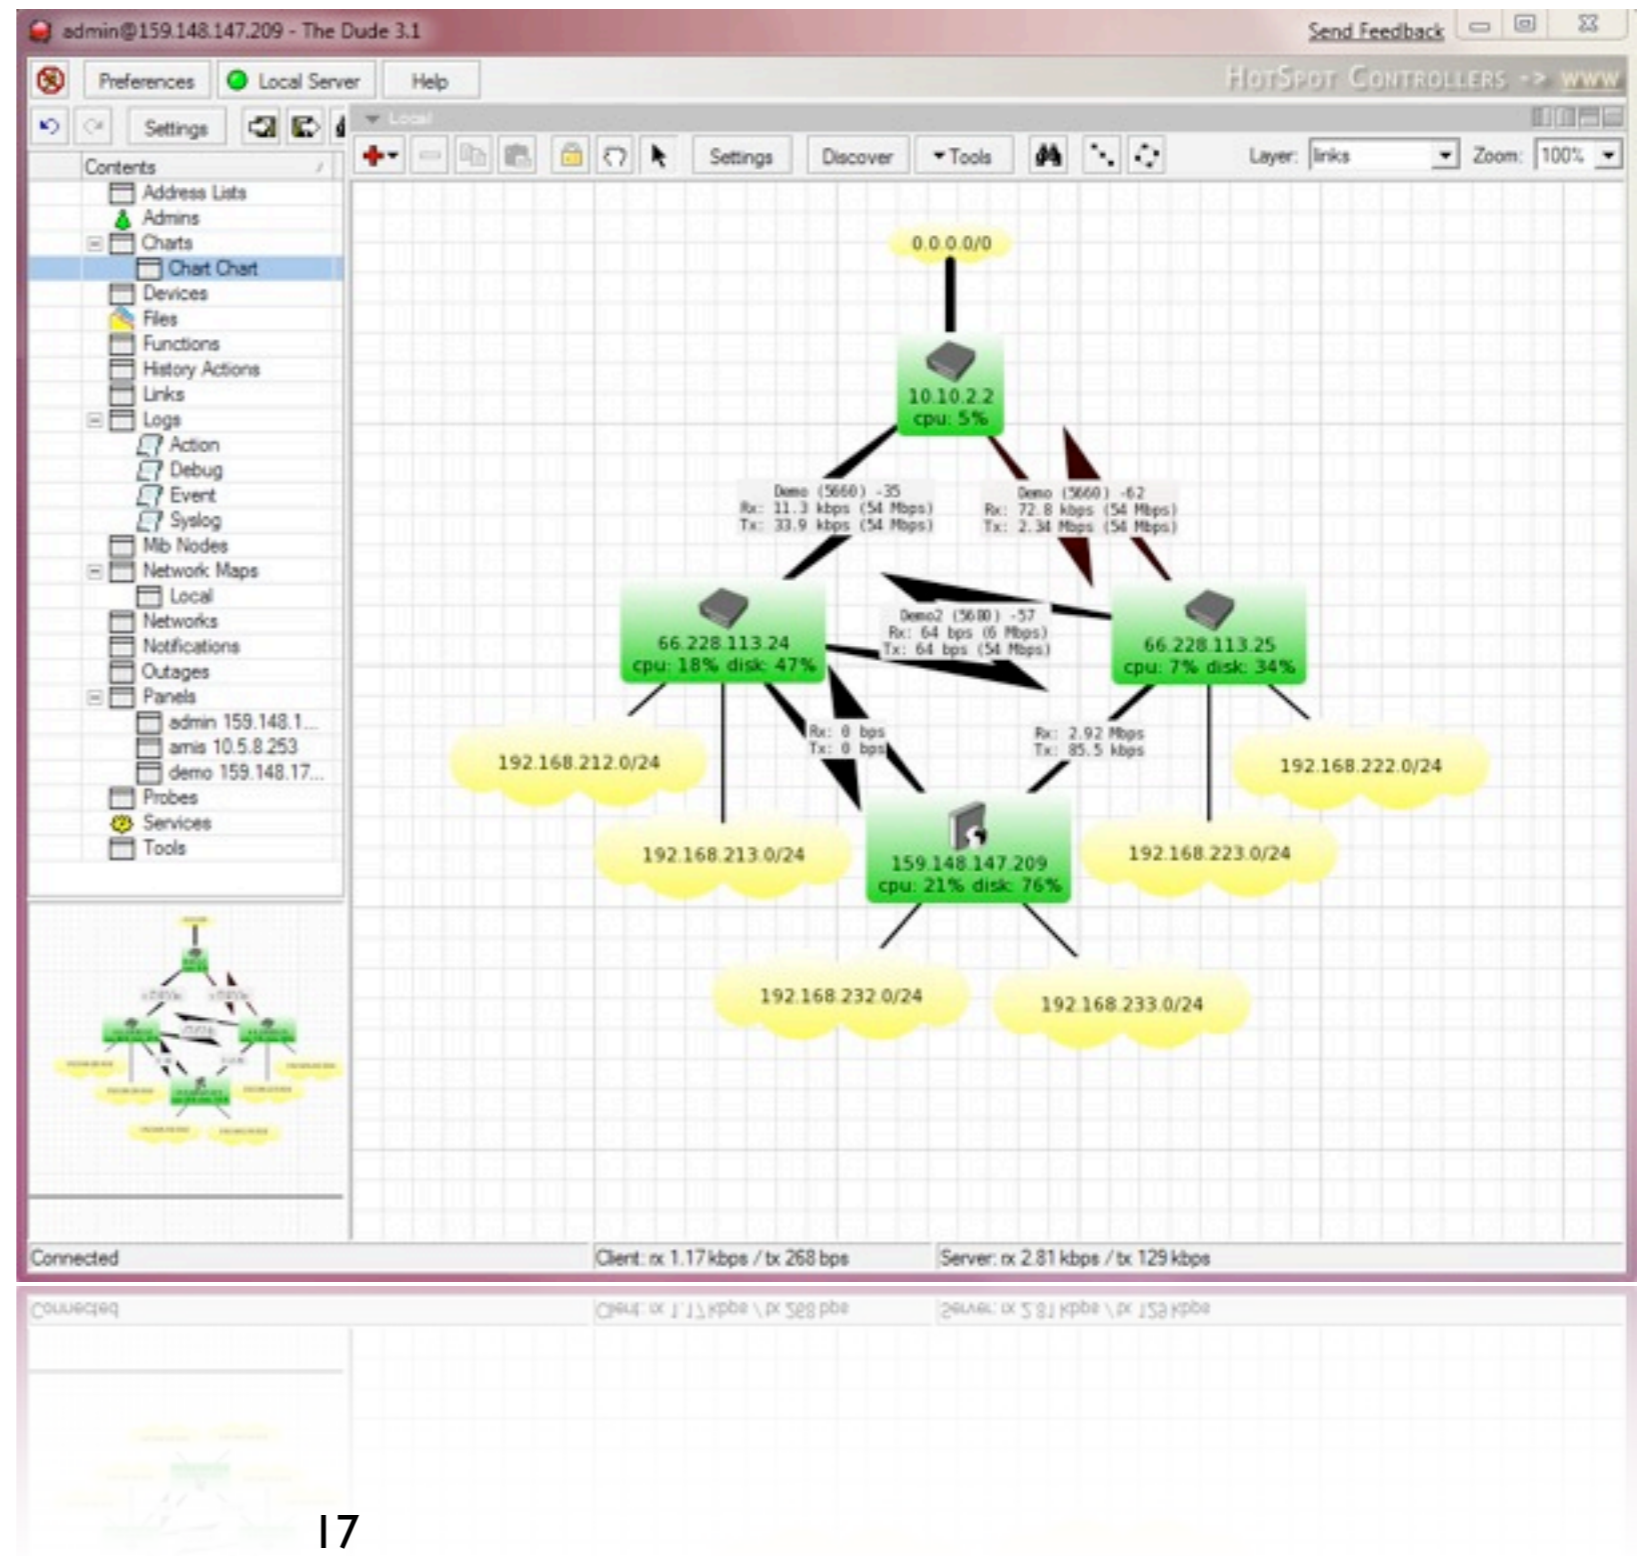 admin@159.148.147.209 - The Dude 3.1
Send Feedback
Preferences
Local Server
Help
HotSpot Controllers -> www
Settings
Local
Settings
Discover
Tools
Layer: links
Zoom: 100%
Contents
Address Lists
Admins
Charts
Chart Chart
Devices
Files
Functions
History Actions
Links
Logs
Action
Debug
Event
Syslog
Mib Nodes
Network Maps
Local
Networks
Notifications
Outages
Panels
admin 159.148.1...
amis 10.5.8.253
demo 159.148.17...
Probes
Services
Tools
0.0.0.0/0
10.10.2.2
cpu: 5%
Demo (5660) -35
Rx: 11.3 kbps (54 Mbps)
Tx: 33.9 kbps (54 Mbps)
Demo (5660) -62
Rx: 72.8 kbps (54 Mbps)
Tx: 2.34 Mbps (54 Mbps)
66.228.113.24
cpu: 18% disk: 47%
Demo2 (5680) -57
Rx: 64 bps (6 Mbps)
Tx: 64 bps (54 Mbps)
66.228.113.25
cpu: 7% disk: 34%
Rx: 0 bps
Tx: 0 bps
Rx: 2.92 Mbps
Tx: 85.5 kbps
192.168.212.0/24
192.168.222.0/24
192.168.213.0/24
159.148.147.209
cpu: 21% disk: 76%
192.168.223.0/24
192.168.232.0/24
192.168.233.0/24
Connected
Client: rx 1.17 kbps / tx 268 bps
Server: rx 2.81 kbps / tx 129 kbps
17